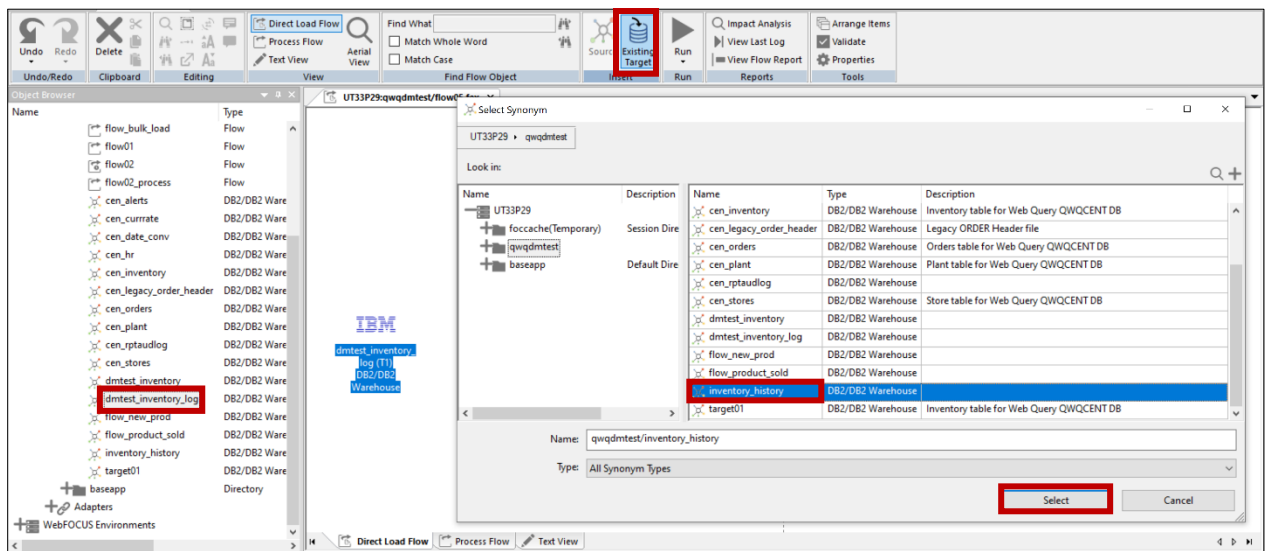 Undo
Redo
Delete
Direct Load Flow
Process Flow
Text View
Aerial
View
Find What
Match Whole Word
Match Case
Source
Existing
Target
Run
Impact Analysis
View Last Log
View Flow Report
Arrange Items
Validate
Properties
Undo/Redo
Clipboard
Editing
View
Find Flow Object
Insert
Run
Reports
Tools
Object Browser
Name Type
flow_bulk_load Flow
flow01 Flow
flow02 Flow
flow02_process Flow
cen_alerts DB2/DB2 Ware
cen_currrate DB2/DB2 Ware
cen_date_conv DB2/DB2 Ware
cen_hr DB2/DB2 Ware
cen_inventory DB2/DB2 Ware
cen_legacy_order_header DB2/DB2 Ware
cen_orders DB2/DB2 Ware
cen_plant DB2/DB2 Ware
cen_rptaudlog DB2/DB2 Ware
cen_stores DB2/DB2 Ware
dmtest_inventory DB2/DB2 Ware
dmtest_inventory_log DB2/DB2 Ware
flow_new_prod DB2/DB2 Ware
flow_product_sold DB2/DB2 Ware
inventory_history DB2/DB2 Ware
target01 DB2/DB2 Ware
baseapp Directory
Adapters
WebFOCUS Environments
UT33P29:qwqdmtest/flow05.fex
IBM
dmtest_inventory_
log (T1)
DB2/DB2
Warehouse
Select Synonym
UT33P29 qwqdmtest
Look in:
Name Description
UT33P29
foccache(Temporary) Session Dire
qwqdmtest
baseapp Default Dire
Name Type Description
cen_inventory DB2/DB2 Warehouse Inventory table for Web Query QWQCENT DB
cen_legacy_order_header DB2/DB2 Warehouse Legacy ORDER Header file
cen_orders DB2/DB2 Warehouse Orders table for Web Query QWQCENT DB
cen_plant DB2/DB2 Warehouse Plant table for Web Query QWQCENT DB
cen_rptaudlog DB2/DB2 Warehouse
cen_stores DB2/DB2 Warehouse Store table for Web Query QWQCENT DB
dmtest_inventory DB2/DB2 Warehouse
dmtest_inventory_log DB2/DB2 Warehouse
flow_new_prod DB2/DB2 Warehouse
flow_product_sold DB2/DB2 Warehouse
inventory_history DB2/DB2 Warehouse
target01 DB2/DB2 Warehouse Inventory table for Web Query QWQCENT DB
Name: qwqdmtest/inventory_history
Type: All Synonym Types
Select
Cancel
Direct Load Flow
Process Flow
Text View